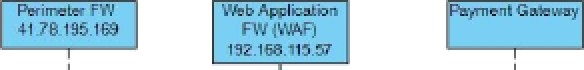 Perimeter FW
41.78.195.169
Web Application
FW (WAF)
192.168.115.57
Payment Gateway